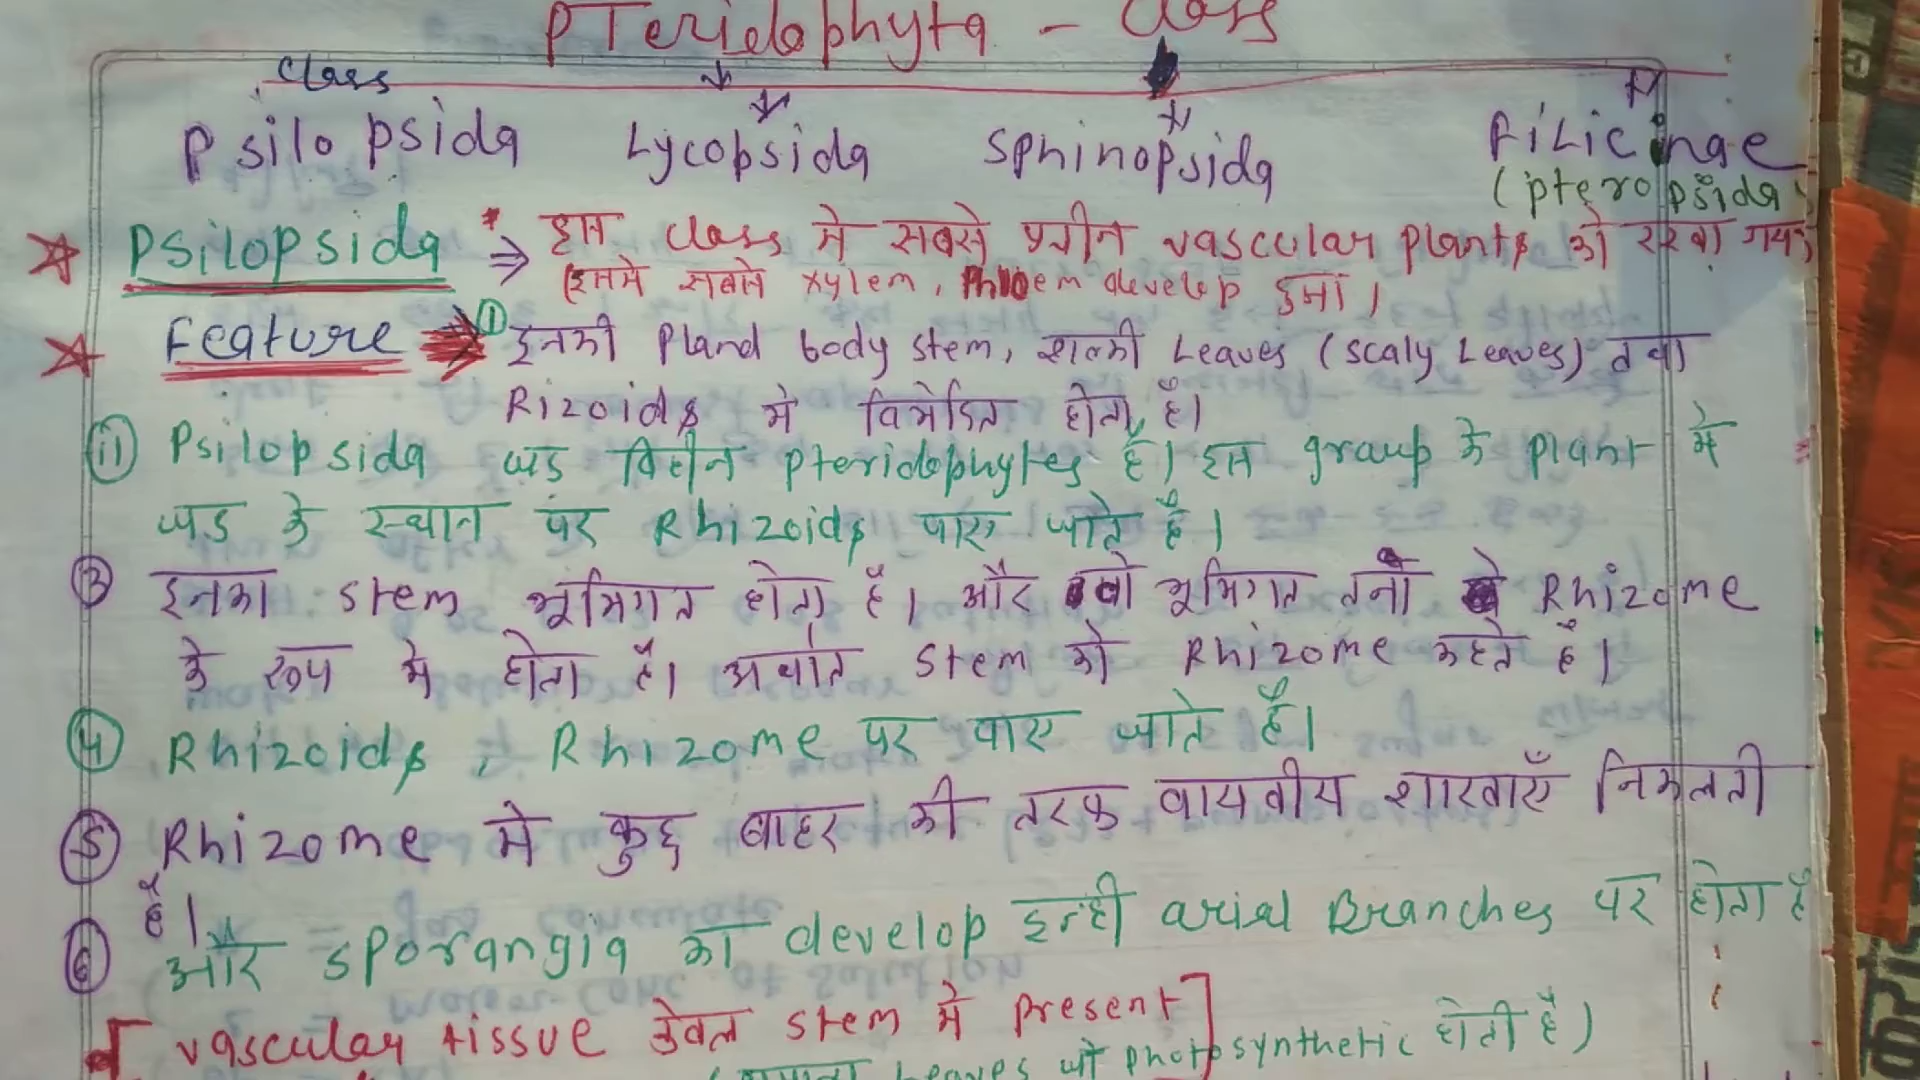 Pteridophyta - Class
Class
Psilopsida Lycopsida Sphinopsida Filicinae
(pteropsida)
Psilopsida ⇒ इस class मे सबसे प्रचीन vascular plants को रखा गया
(इनमे सबसे xylem, Phloem develop हुआ।
Feature ① इनकी Pland body stem, शल्की Leaves (scaly Leaves) तथा
Rizoids मे विभेदित होता है।
(ii) Psilopsida जड विहीन pteridophytes है। इस group के plant मे
जड के स्थान पर Rhizoids पाए जाते है।
③ इनका stem भूमिगत होता है। और वो भूमिगत तना Rhizome
के रूप मे होता है। अर्थात stem को Rhizome कहते है।
④ Rhizoids, Rhizome पर पाए जाते है।
⑤ Rhizome मे कुछ बाहर की तरफ वायवीय शाखाएँ निकलती
है।
⑥ और sporangia का develop इन्ही arial Branches पर होता है
[vascular tissue केवल stem मे present]
Leaves photosynthetic होती है)